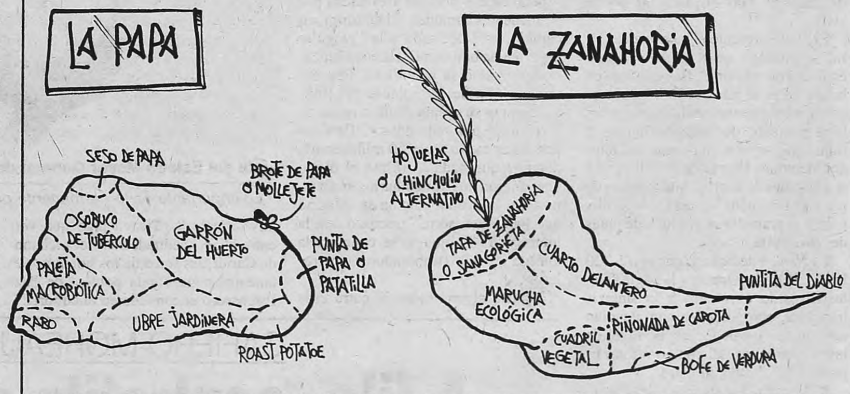 LA PAPA
SESO DE PAPA
BROTE DE PAPA
O MOLLEJETE
OSOBUCO
DE TUBÉRCULO
GARRÓN
DEL HUERTO
PUNTA DE
PAPA O
PATATILLA
PALETA
MACROBIÓTICA
RABO
UBRE JARDINERA
ROAST POTATOE
LA ZANAHORIA
HOJUELAS
O CHINCHULÍN
ALTERNATIVO
TAPA DE ZANAHORIA
O SANAGORIETA
CUARTO DELANTERO
PUNTITA DEL DIABLO
MARUCHA
ECOLÓGICA
RIÑONADA DE CAROTA
CUADRIL
VEGETAL
BOFE DE VERDURA